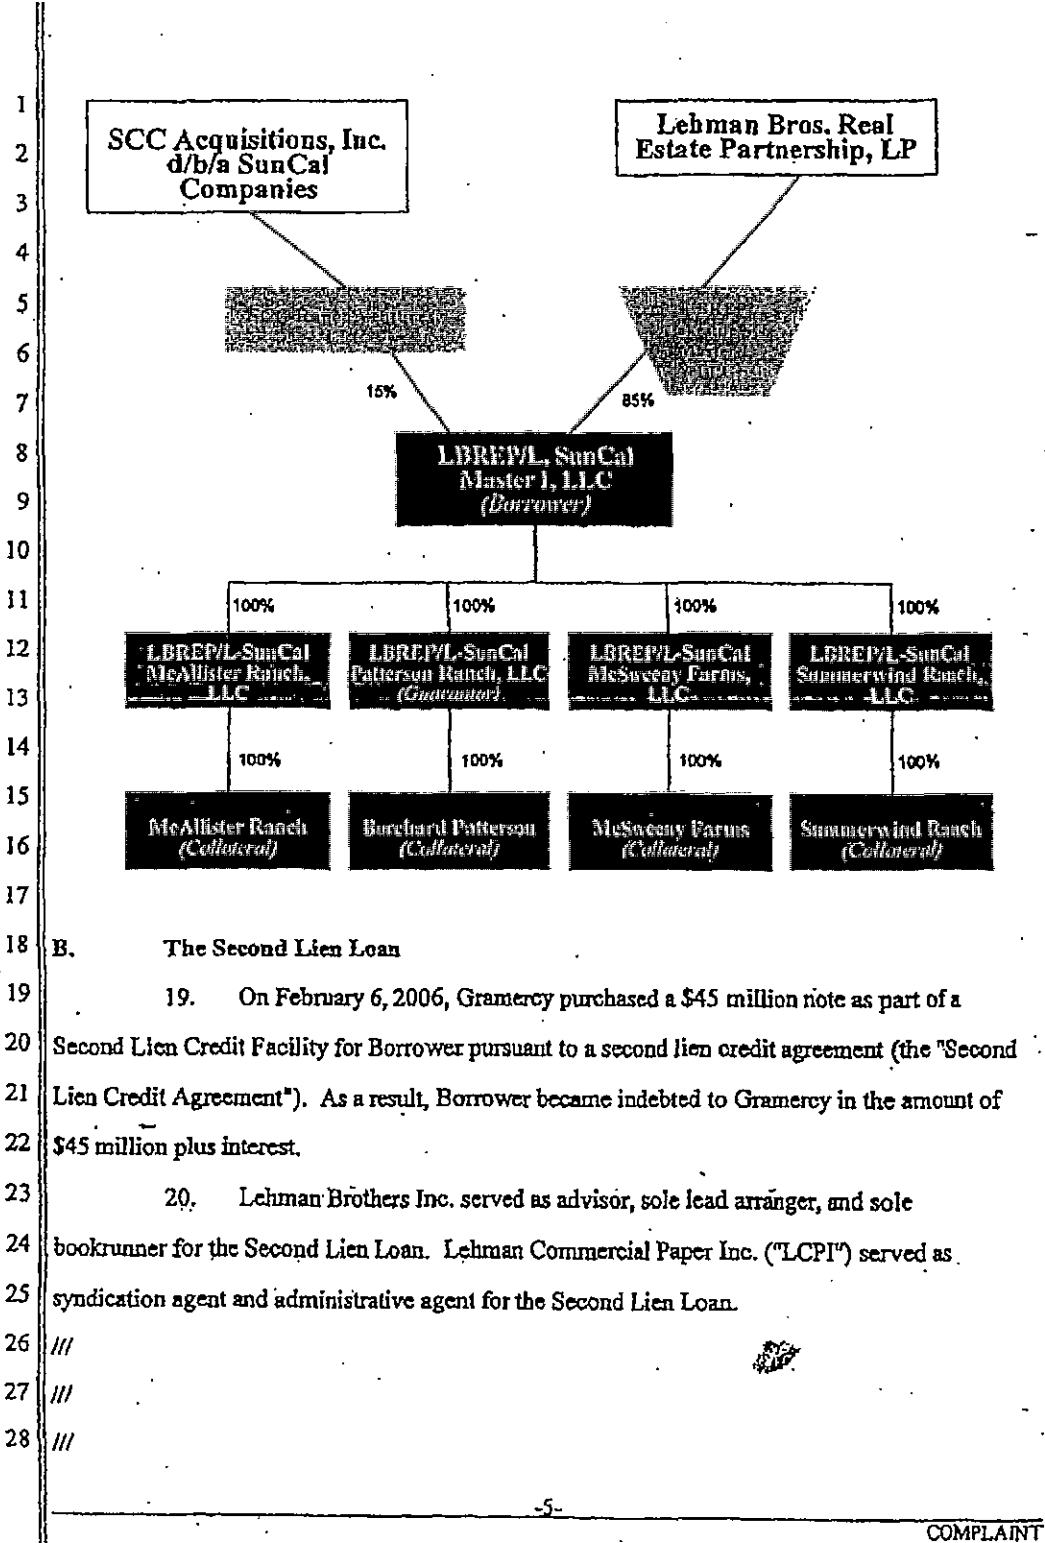 1
2
3
4
5
6
7
8
9
10
11
12
13
14
15
16
17
18
19
20
21
22
23
24
25
26
27
28
SCC Acquisitions, Inc.
d/b/a SunCal
Companies
Lehman Bros. Real
Estate Partnership, LP
15%
85%
LBREP/L, SunCal
Master I, LLC
(Borrower)
100%
100%
100%
100%
LBREP/L-SunCal
McAllister Ranch,
LLC
LBREP/L-SunCal
Patterson Ranch, LLC
(Guarantor)
LBREP/L-SunCal
McSweeny Farms,
LLC
LBREP/L-SunCal
Summerwind Ranch,
LLC
100%
100%
100%
100%
McAllister Ranch
(Collateral)
Burchard Patterson
(Collateral)
McSweeny Farms
(Collateral)
Summerwind Ranch
(Collateral)
B. The Second Lien Loan
19. On February 6, 2006, Gramercy purchased a $45 million note as part of a
Second Lien Credit Facility for Borrower pursuant to a second lien credit agreement (the "Second
Lien Credit Agreement"). As a result, Borrower became indebted to Gramercy in the amount of
$45 million plus interest.
20. Lehman Brothers Inc. served as advisor, sole lead arranger, and sole
bookrunner for the Second Lien Loan. Lehman Commercial Paper Inc. ("LCPI") served as
syndication agent and administrative agent for the Second Lien Loan.
///
///
///
-5-
COMPLAINT